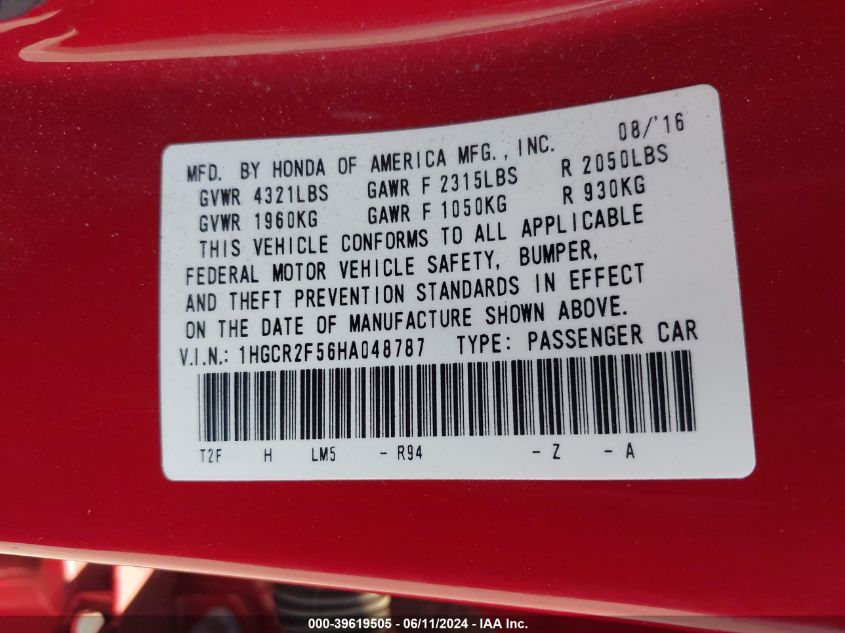 08/'16
MFD. BY HONDA OF AMERICA MFG., INC.
GVWR 4321LBS GAWR F 2315LBS R 2050LBS
GVWR 1960KG GAWR F 1050KG R 930KG
THIS VEHICLE CONFORMS TO ALL APPLICABLE
FEDERAL MOTOR VEHICLE SAFETY, BUMPER,
AND THEFT PREVENTION STANDARDS IN EFFECT
ON THE DATE OF MANUFACTURE SHOWN ABOVE.
V.I.N.: 1HGCR2F56HA048787 TYPE: PASSENGER CAR
T2F H LM5 - R94 - Z - A
000-39619505 - 06/11/2024 - IAA Inc.